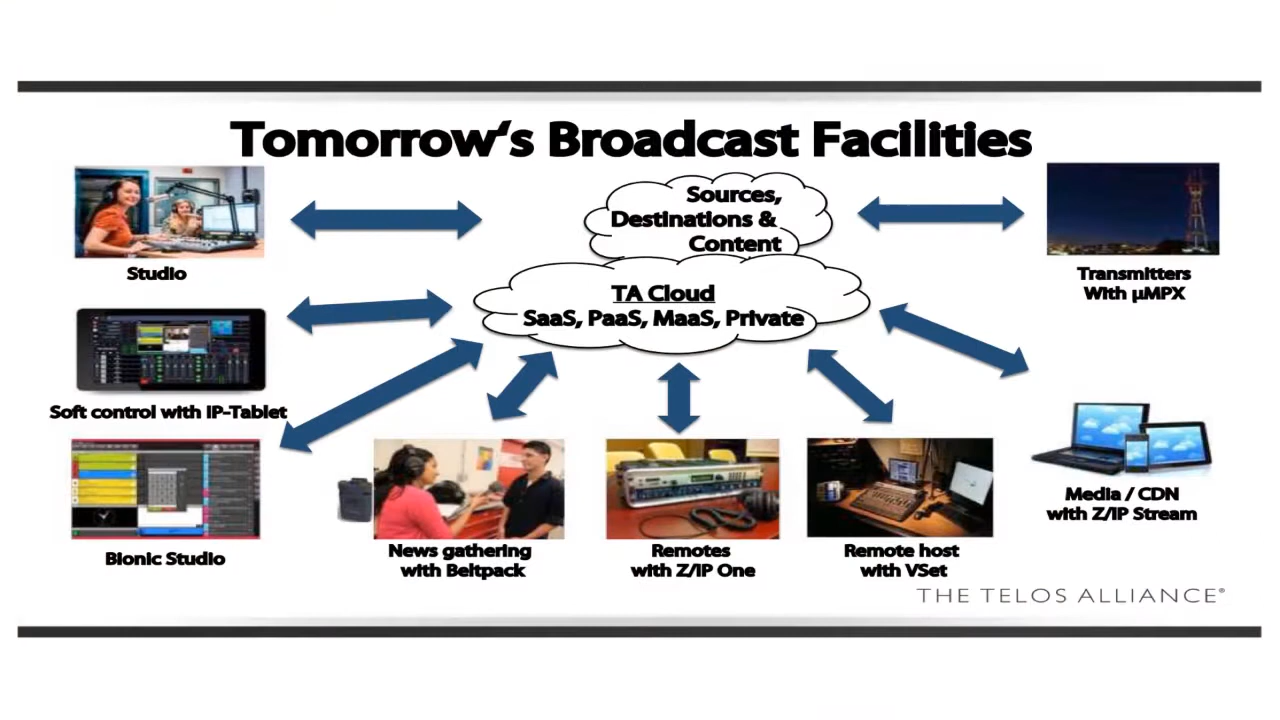 Tomorrow's Broadcast Facilities
Sources,
Destinations &
Content
TA Cloud
SaaS, PaaS, MaaS, Private
Studio
Transmitters
With µMPX
Soft control with IP-Tablet
Media / CDN
with Z/IP Stream
Bionic Studio
News gathering
with Beltpack
Remotes
with Z/IP One
Remote host
with VSet
THE TELOS ALLIANCE®